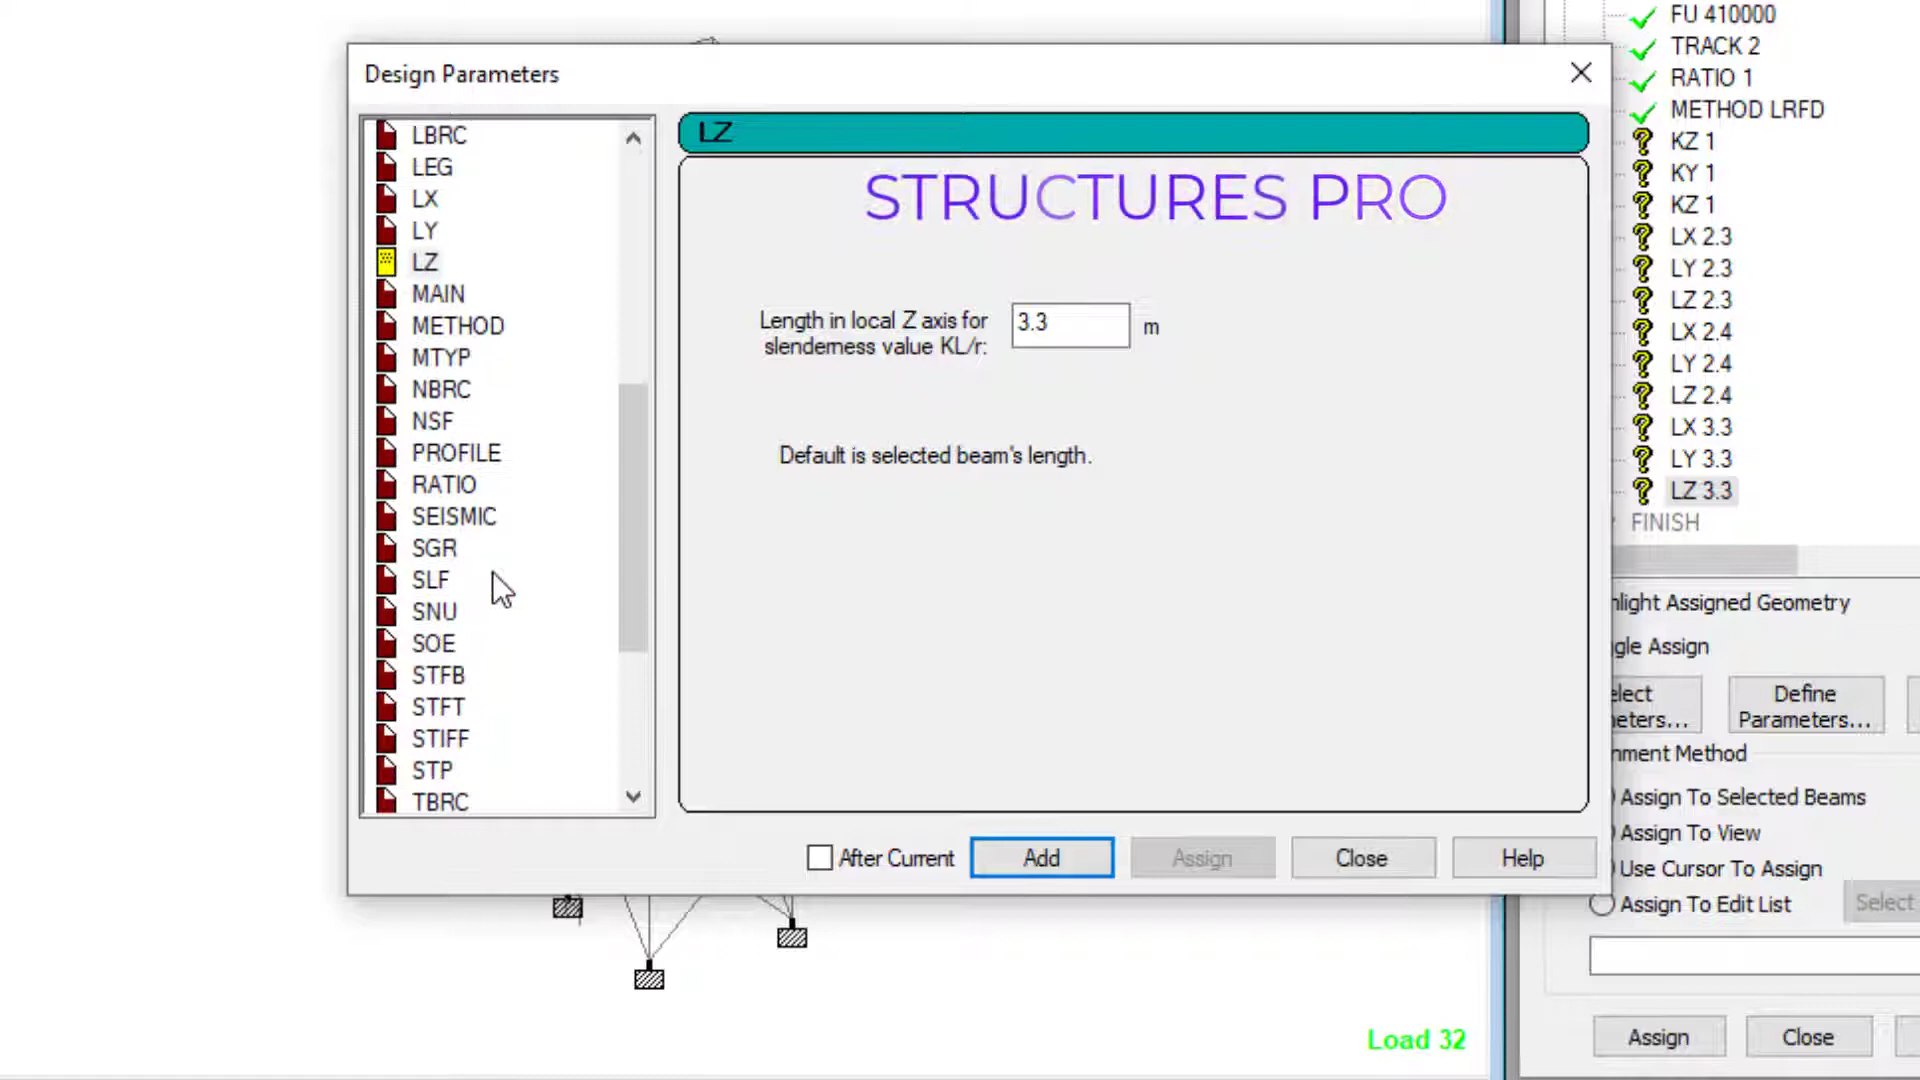 Design Parameters
LBRC
LEG
LX
LY
LZ
MAIN
METHOD
MTYP
NBRC
NSF
PROFILE
RATIO
SEISMIC
SGR
SLF
SNU
SOE
STFB
STFT
STIFF
STP
TBRC
LZ
STRUCTURES PRO
Length in local Z axis for
slenderness value KL/r:
3.3
m
Default is selected beam's length.
After Current
Add
Assign
Close
Help
Load 32
FU 410000
TRACK 2
RATIO 1
METHOD LRFD
KZ 1
KY 1
KZ 1
LX 2.3
LY 2.3
LZ 2.3
LX 2.4
LY 2.4
LZ 2.4
LX 3.3
LY 3.3
LZ 3.3
FINISH
hlight Assigned Geometry
gle Assign
elect
meters...
Define
Parameters...
nment Method
Assign To Selected Beams
Assign To View
Use Cursor To Assign
Assign To Edit List
Select
Assign
Close